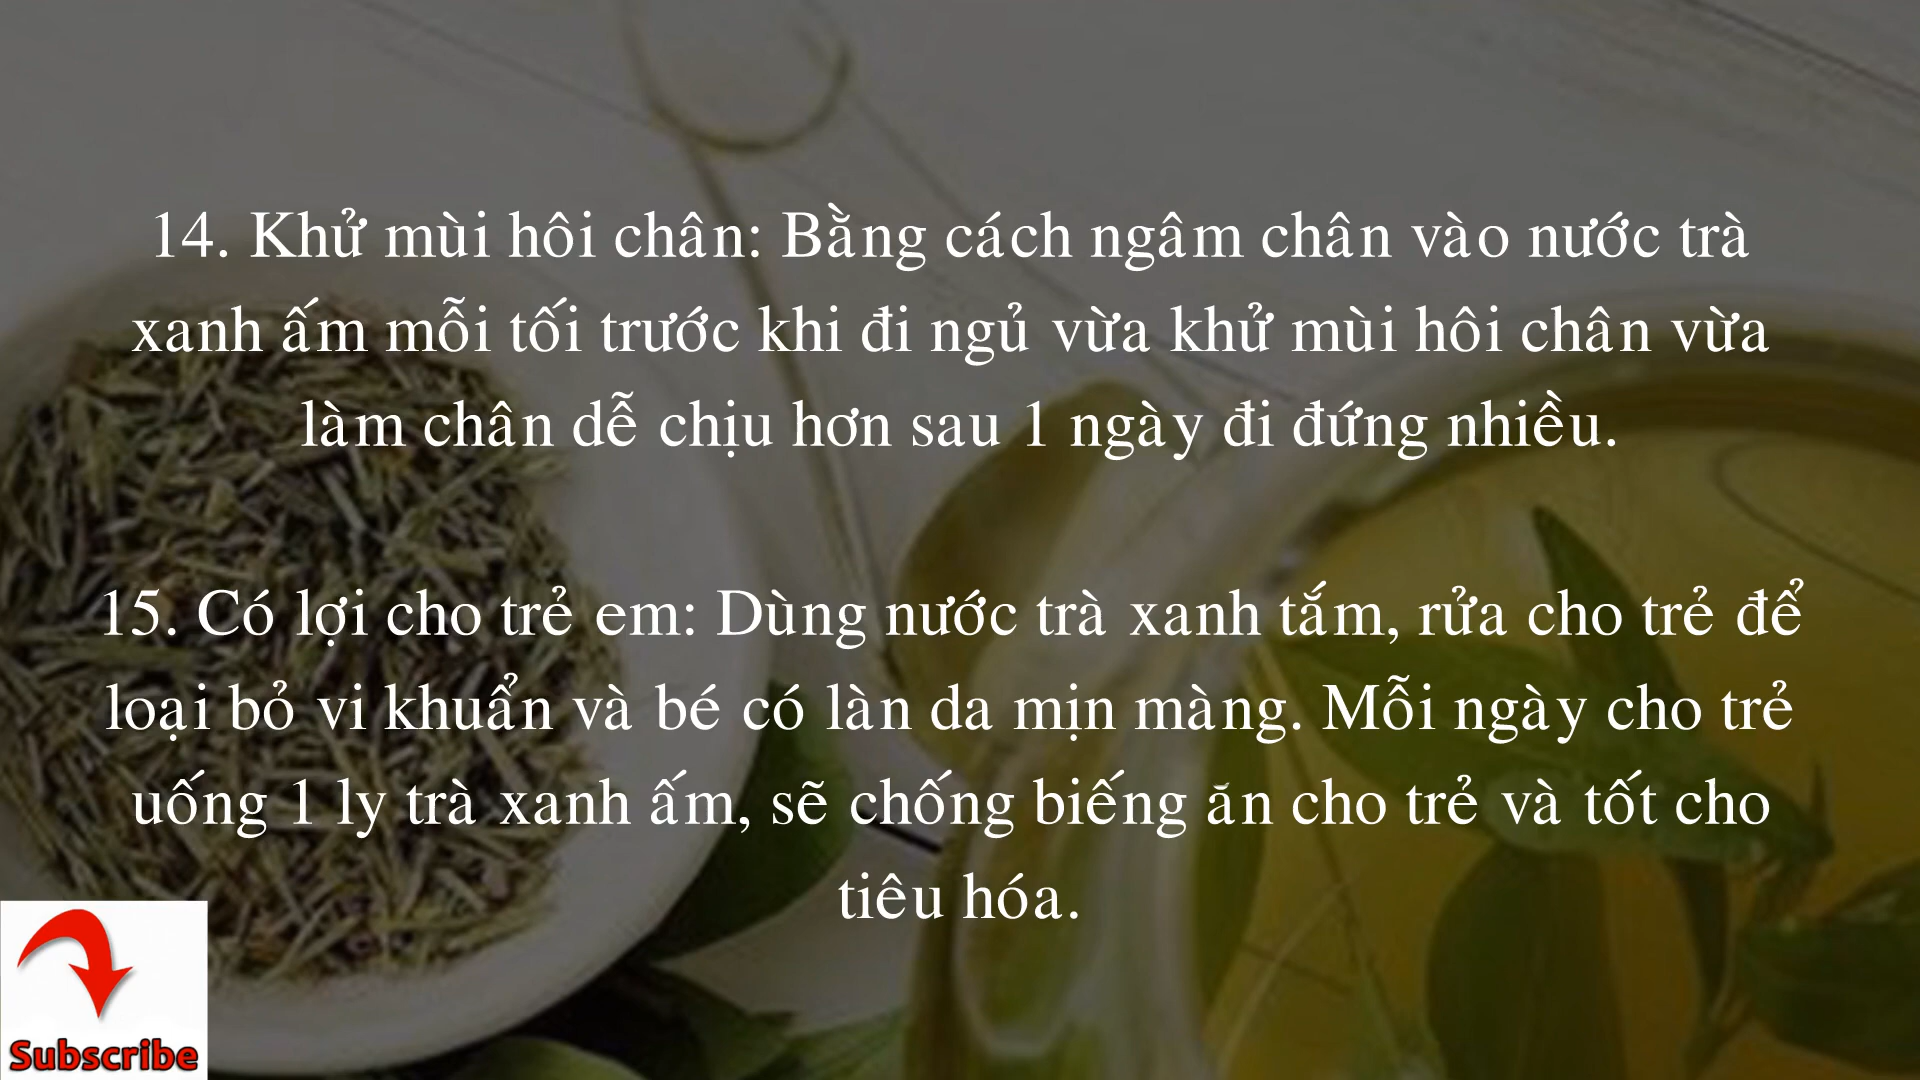 14. Khử mùi hôi chân: Bằng cách ngâm chân vào nước trà
xanh ấm mỗi tối trước khi đi ngủ vừa khử mùi hôi chân vừa
làm chân dễ chịu hơn sau 1 ngày đi đứng nhiều.
15. Có lợi cho trẻ em: Dùng nước trà xanh tắm, rửa cho trẻ để
loại bỏ vi khuẩn và bé có làn da mịn màng. Mỗi ngày cho trẻ
uống 1 ly trà xanh ấm, sẽ chống biếng ăn cho trẻ và tốt cho
tiêu hóa.
Subscribe